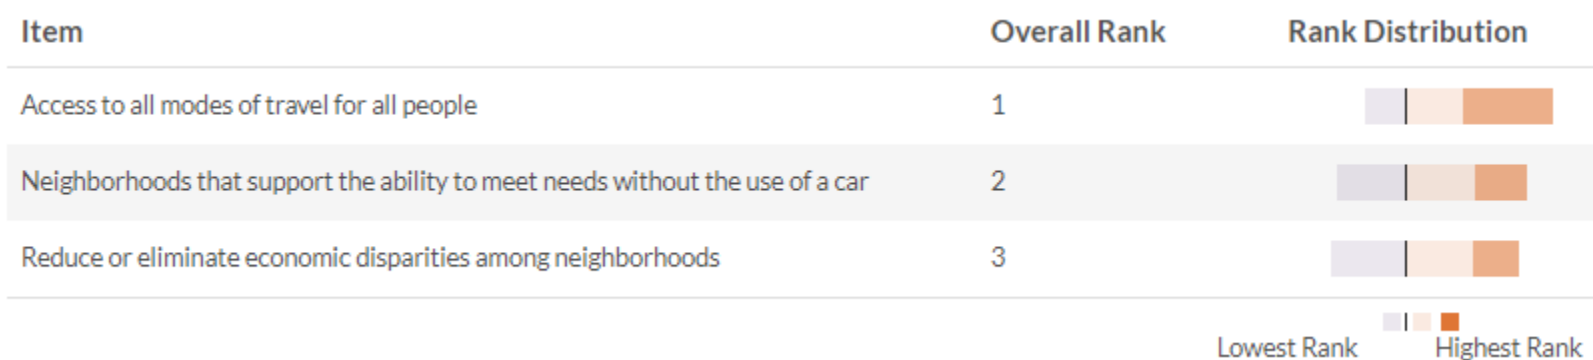 Item Overall Rank Rank Distribution
Access to all modes of travel for all people 1
Neighborhoods that support the ability to meet needs without the use of a car 2
Reduce or eliminate economic disparities among neighborhoods 3
Lowest Rank Highest Rank